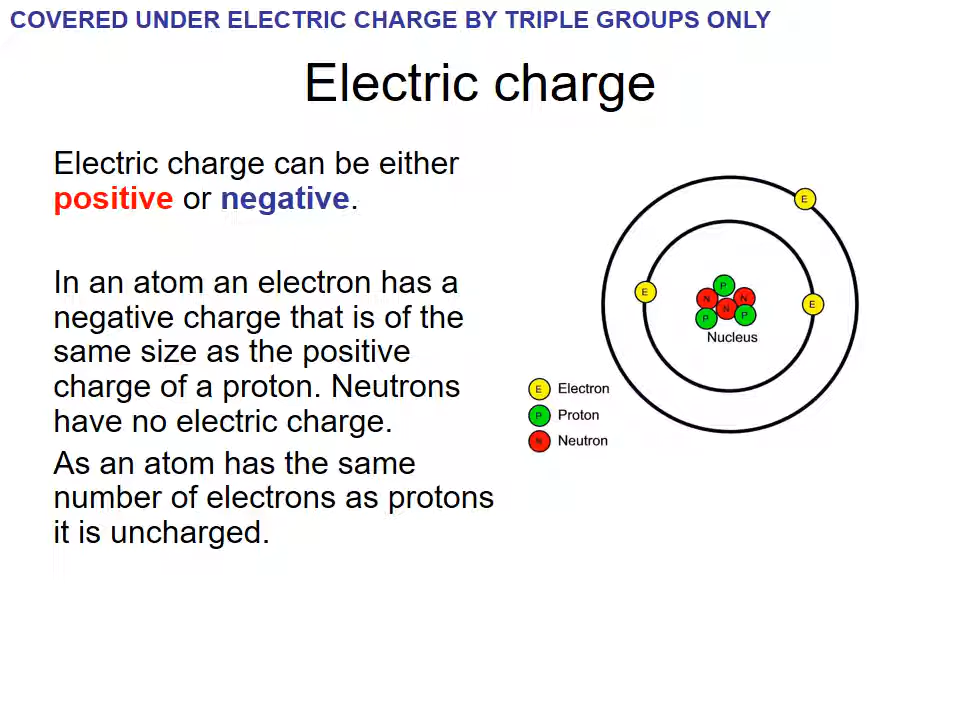 COVERED UNDER ELECTRIC CHARGE BY TRIPLE GROUPS ONLY
Electric charge
Electric charge can be either
positive or negative.
In an atom an electron has a
negative charge that is of the
same size as the positive
charge of a proton. Neutrons
have no electric charge.
As an atom has the same
number of electrons as protons
it is uncharged.
E
E
E
P
N
N
N
P
P
Nucleus
E Electron
P Proton
N Neutron